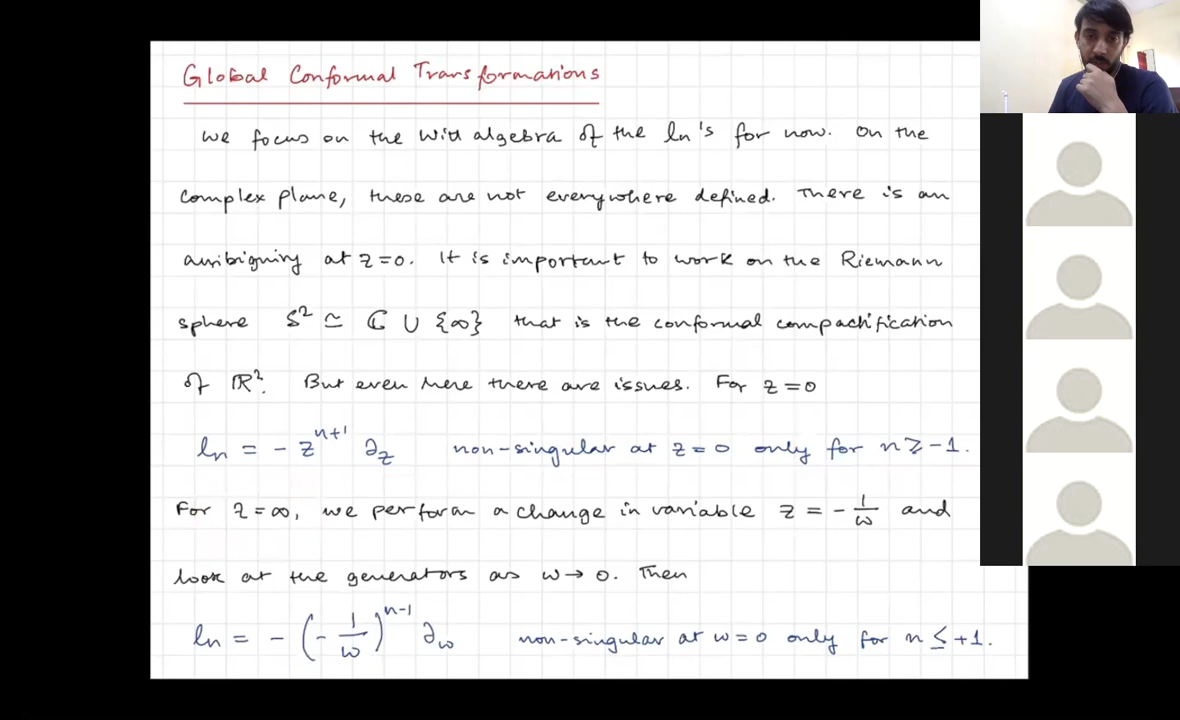 Global Conformal Transformations
We focus on the Witt algebra of the ln's for now. On the
complex plane, these are not everywhere defined. There is an
ambiguity at z=0. It is important to work on the Riemann
sphere S² ≃ ℂ ∪ {∞} that is the conformal compactification
of ℝ². But even here there are issues. For z=0
ln = - z^{n+1} ∂_z non-singular at z=0 only for n ≥ -1.
For z=∞, we perform a change in variable z = - 1/ω and
look at the generators as ω→0. Then
ln = - (- 1/ω)^{n-1} ∂_ω non-singular at ω=0 only for n ≤ +1.